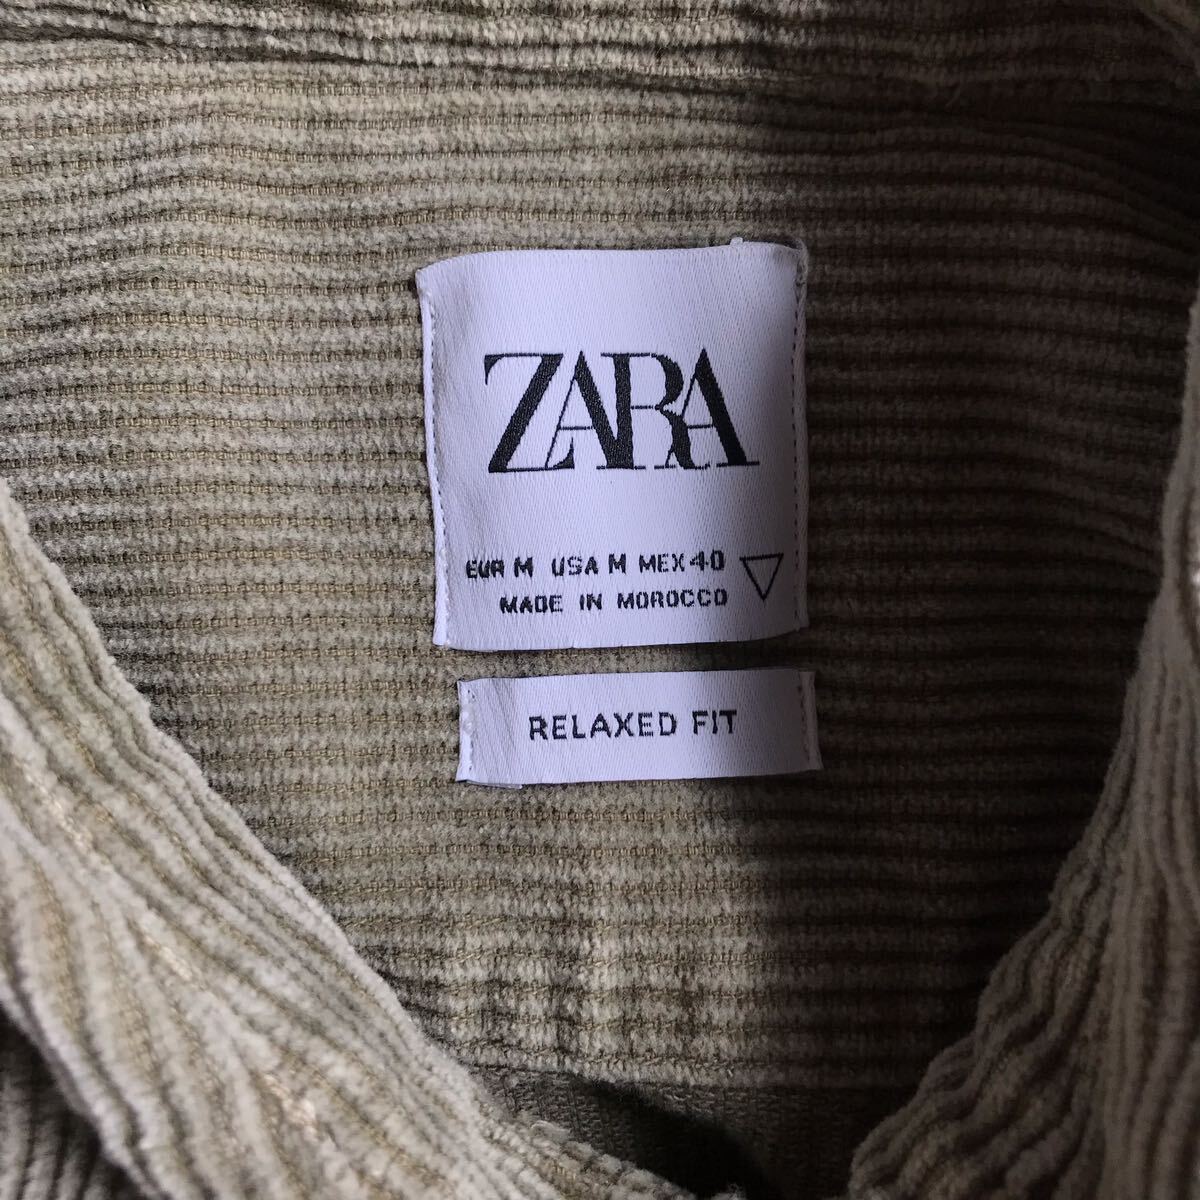 ZARA
EUR M USA M MEX 40
MADE IN MOROCCO
RELAXED FIT